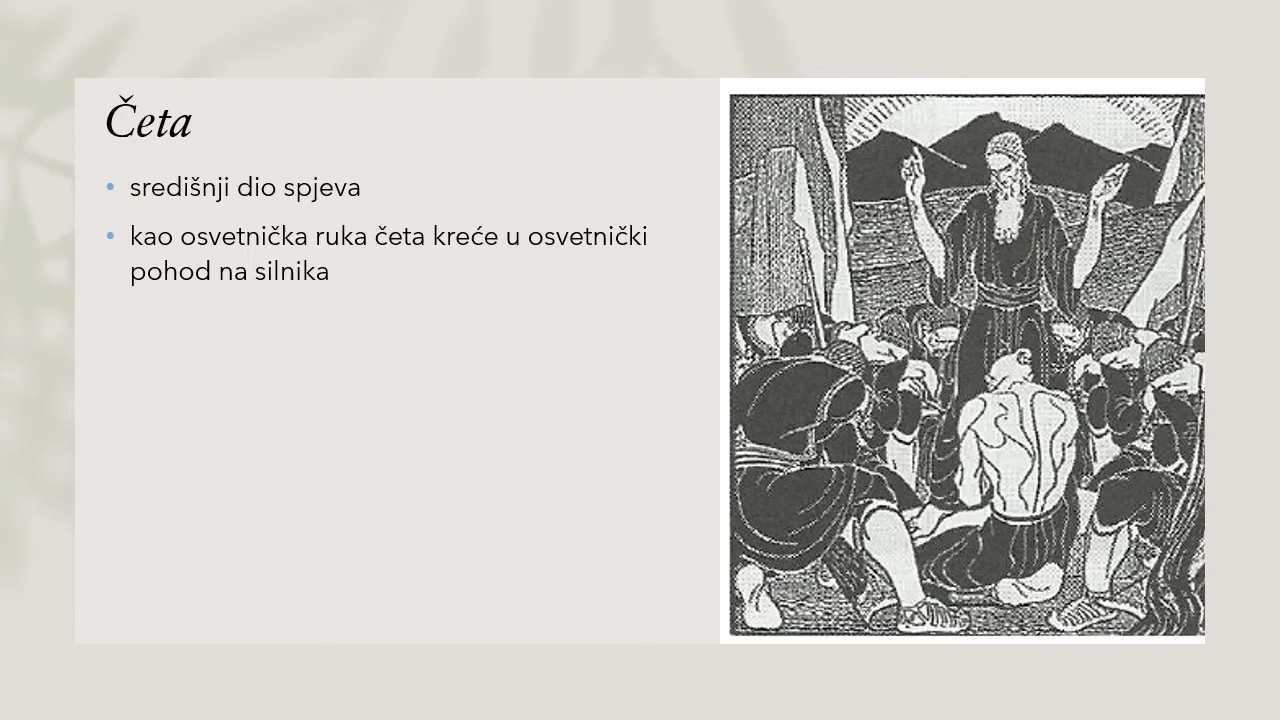 Četa
• središnji dio spjeva
• kao osvetnička ruka četa kreće u osvetnički
pohod na silnika